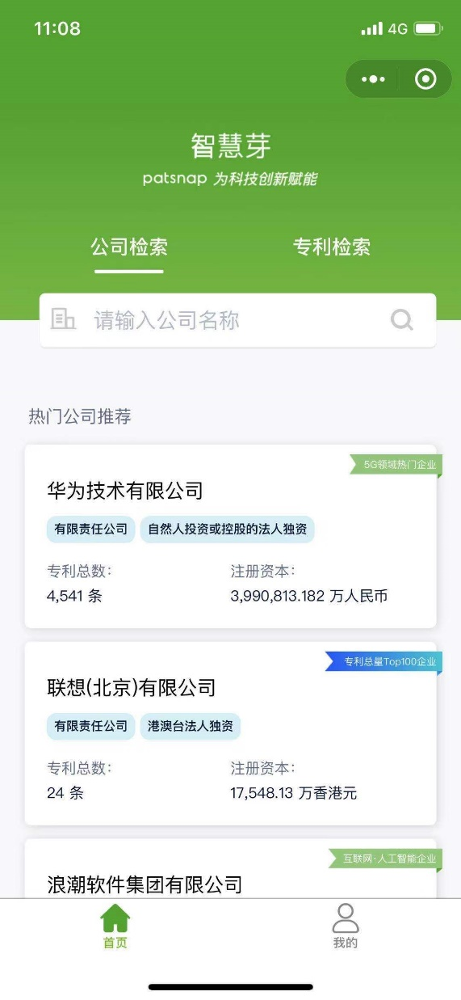 11:08
4G
智慧芽
patsnap 为科技创新赋能
公司检索 专利检索
请输入公司名称
热门公司推荐
5G领域热门企业
华为技术有限公司
有限责任公司 自然人投资或控股的法人独资
专利总数: 注册资本:
4,541 条 3,990,813.182 万人民币
专利总量Top100企业
联想(北京)有限公司
有限责任公司 港澳台法人独资
专利总数: 注册资本:
24 条 17,548.13 万香港元
互联网·人工智能企业
浪潮软件集团有限公司
首页 我的